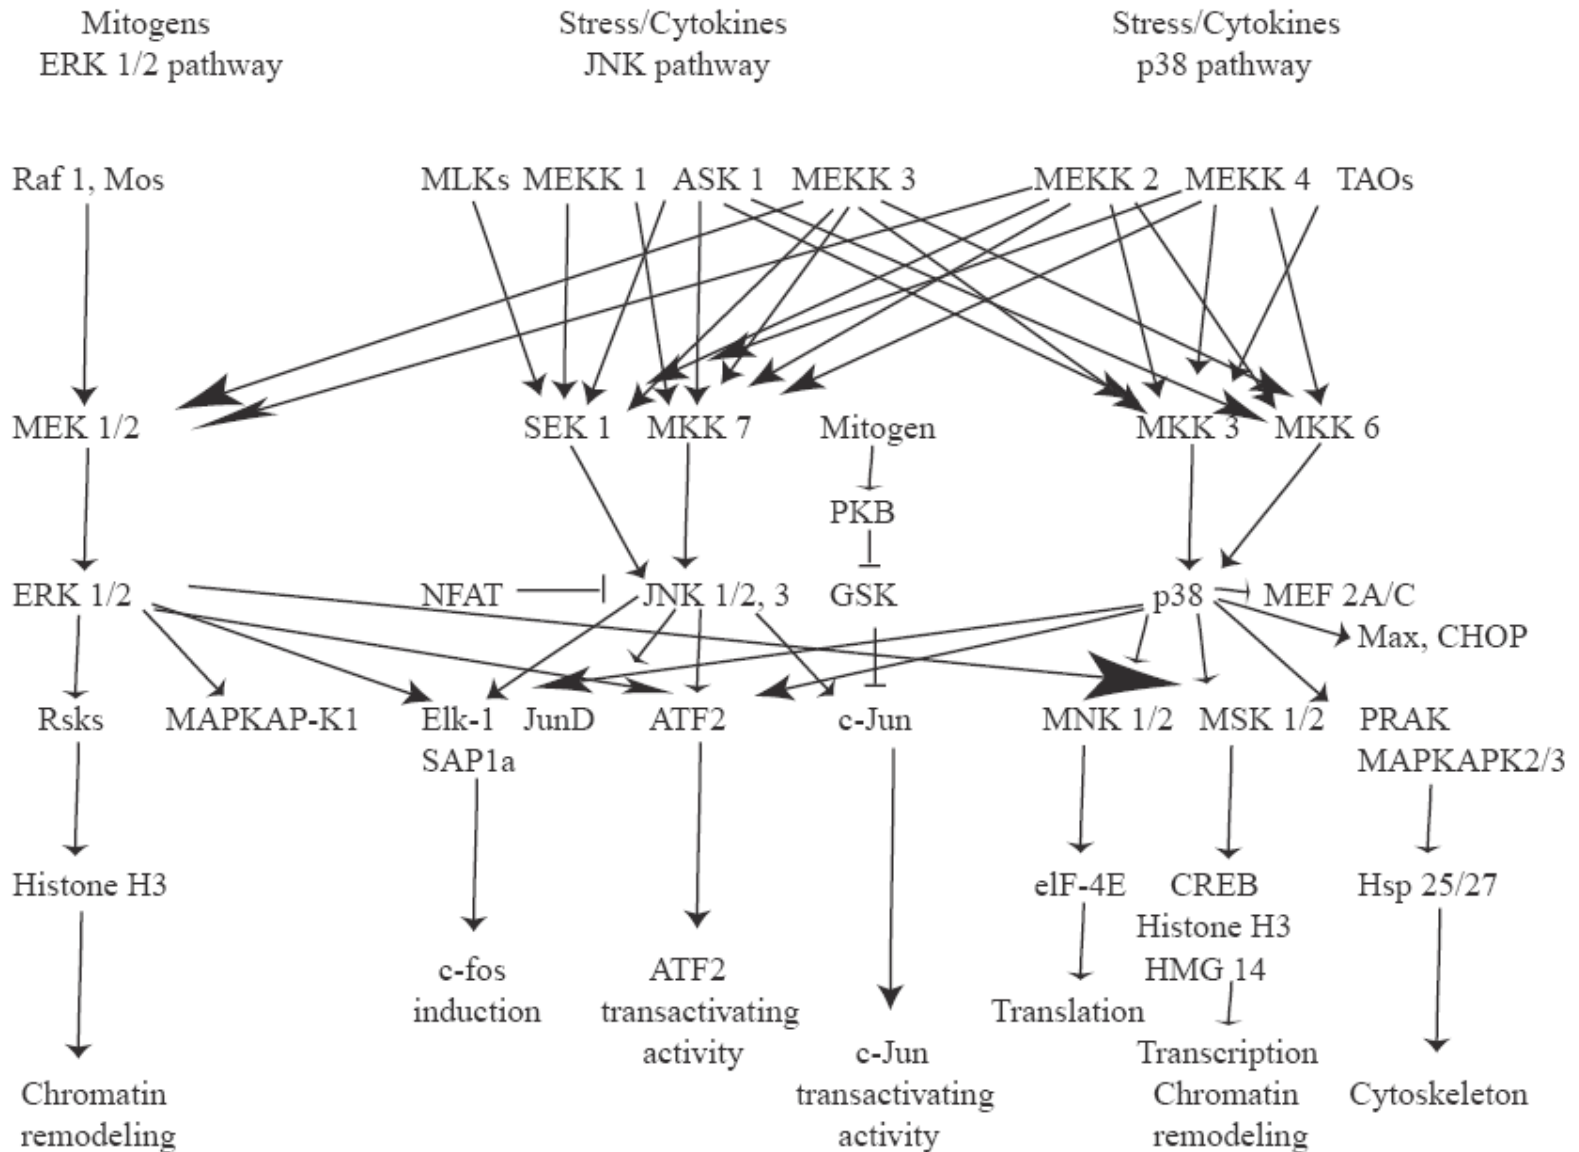 Mitogens
ERK 1/2 pathway
Stress/Cytokines
JNK pathway
Stress/Cytokines
p38 pathway
Raf 1, Mos
MLKs
MEKK 1
ASK 1
MEKK 3
MEKK 2
MEKK 4
TAOs
MEK 1/2
SEK 1
MKK 7
Mitogen
MKK 3
MKK 6
PKB
ERK 1/2
NFAT
JNK 1/2, 3
GSK
p38
MEF 2A/C
Max, CHOP
Rsks
MAPKAP-K1
Elk-1
SAP1a
JunD
ATF2
c-Jun
MNK 1/2
MSK 1/2
PRAK
MAPKAPK2/3
Histone H3
elF-4E
CREB
Histone H3
HMG 14
Hsp 25/27
c-fos
induction
ATF2
transactivating
activity
c-Jun
transactivating
activity
Translation
Transcription
Chromatin
remodeling
Cytoskeleton
Chromatin
remodeling